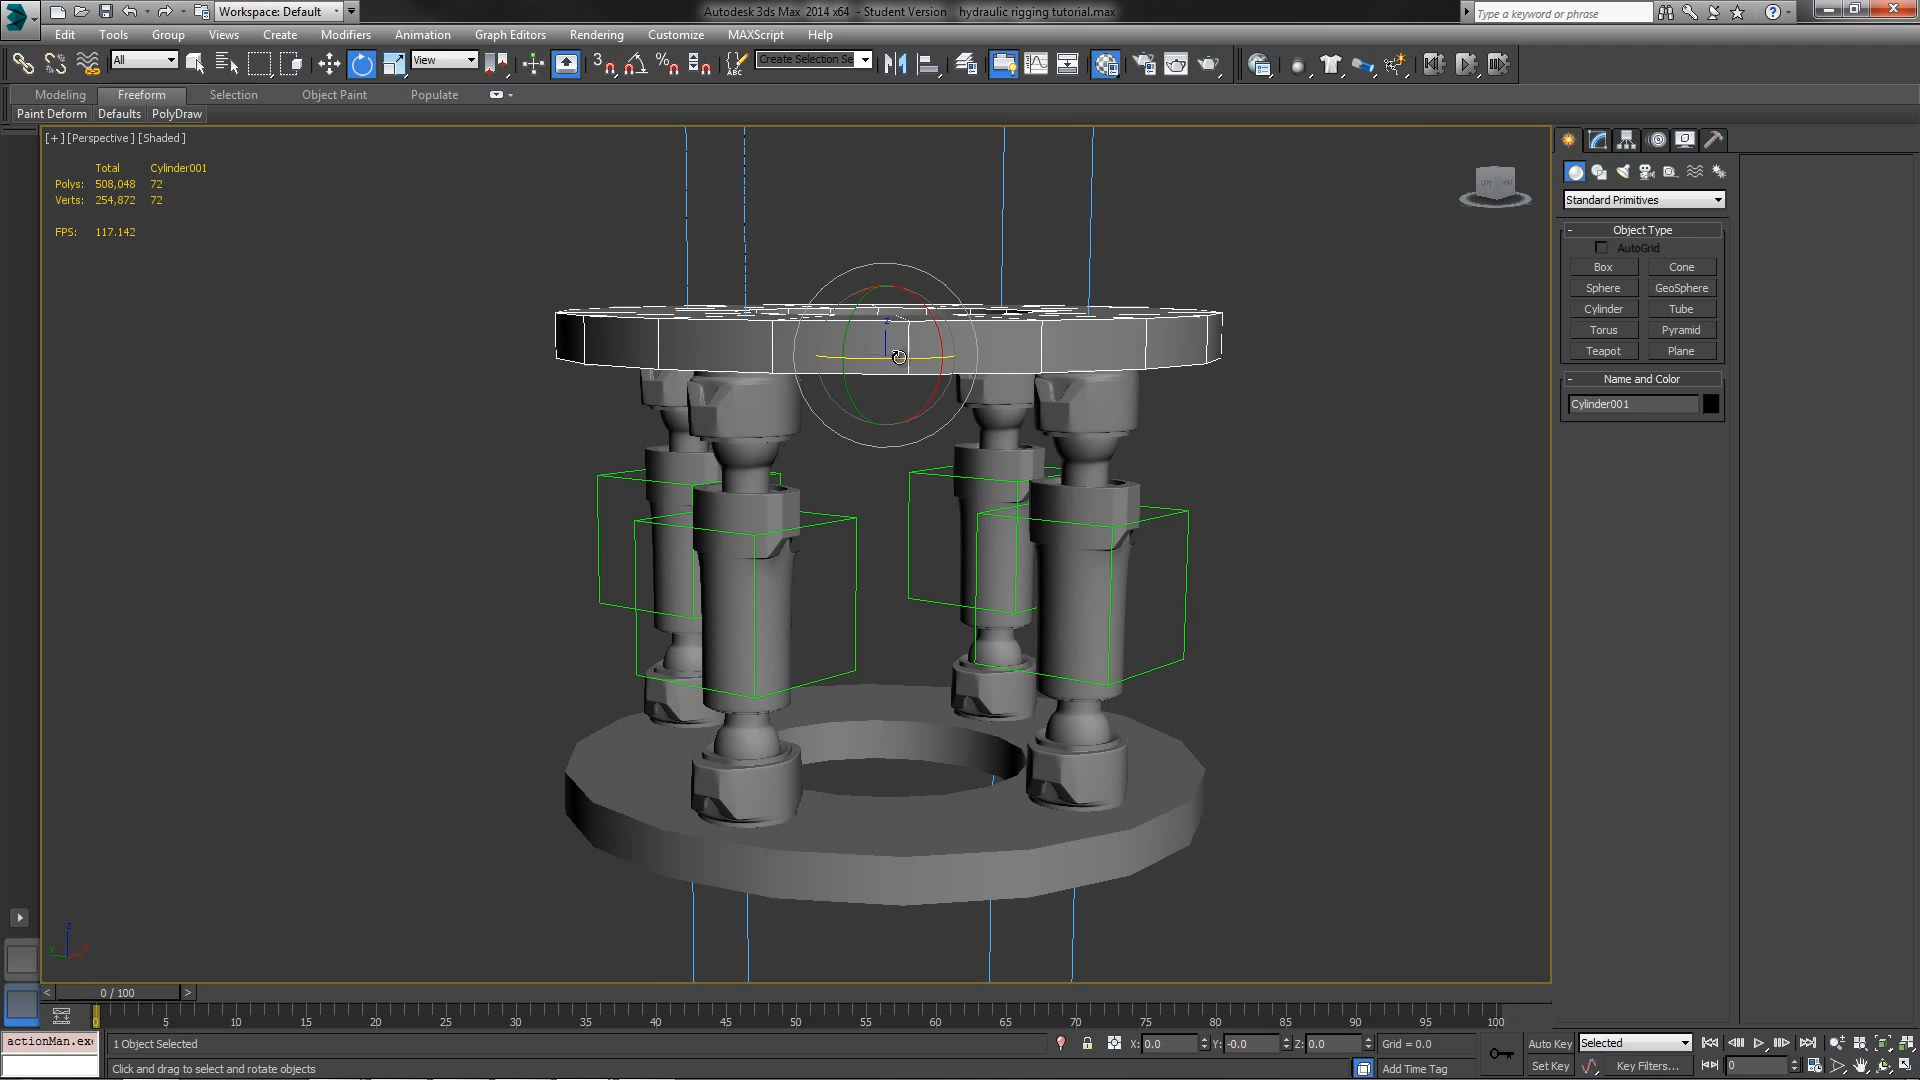 Workspace: Default
Autodesk 3ds Max 2014 x64 - Student Version hydraulic rigging tutorial.max
Type a keyword or phrase
Edit Tools Group Views Create Modifiers Animation Graph Editors Rendering Customize MAXScript Help
All View Create Selection Se
Modeling Freeform Selection Object Paint Populate
Paint Deform Defaults PolyDraw
[+] [Perspective] [Shaded]
Total Cylinder001
Polys: 508,048 72
Verts: 254,872 72
FPS: 117.142
z
Standard Primitives
- Object Type
AutoGrid
Box Cone
Sphere GeoSphere
Cylinder Tube
Torus Pyramid
Teapot Plane
- Name and Color
Cylinder001
z
y x
< 0 / 100 >
0 5 10 15 20 25 30 35 40 45 50 55 60 65 70 75 80 85 90 95 100
actionMan.exe
1 Object Selected X: 0.0 Y: -0.0 Z: 0.0 Grid = 0.0 Auto Key Selected
Click and drag to select and rotate objects Add Time Tag Set Key Key Filters... 0